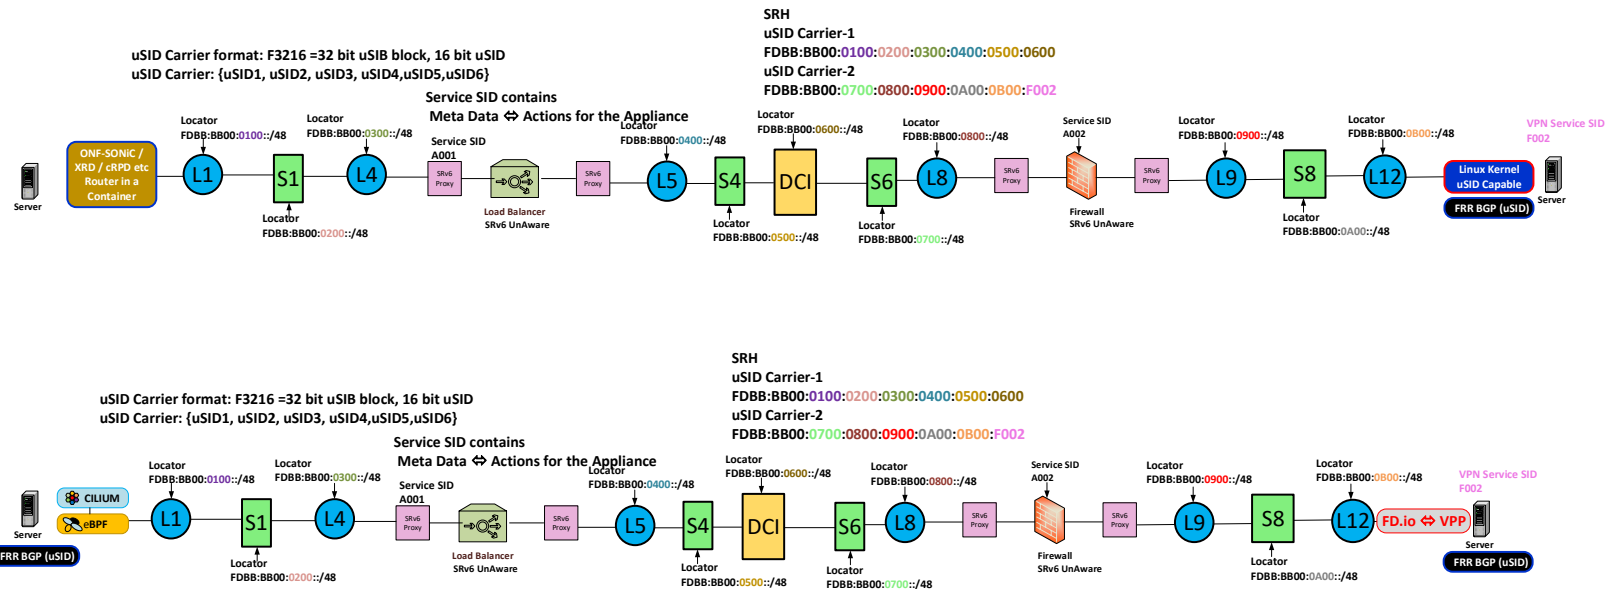 SRH
uSID Carrier-1
FDBB:BB00:0100:0200:0300:0400:0500:0600
uSID Carrier-2
FDBB:BB00:0700:0800:0900:0A00:0B00:F002
uSID Carrier format: F3216 =32 bit uSIB block, 16 bit uSID
uSID Carrier: {uSID1, uSID2, uSID3, uSID4,uSID5,uSID6}
Service SID contains
Meta Data ⇔ Actions for the Appliance
Locator
FDBB:BB00:0100::/48
Locator
FDBB:BB00:0300::/48
Service SID
A001
Locator
FDBB:BB00:0400::/48
Locator
FDBB:BB00:0600::/48
Locator
FDBB:BB00:0800::/48
Service SID
A002
Locator
FDBB:BB00:0900::/48
Locator
FDBB:BB00:0B00::/48
VPN Service SID
F002
Server
ONF-SONiC /
XRD / cRPD etc
Router in a
Container
L1
S1
L4
SRv6
Proxy
Load Balancer
SRv6 UnAware
SRv6
Proxy
L5
S4
DCI
S6
L8
SRv6
Proxy
Firewall
SRv6 UnAware
SRv6
Proxy
L9
S8
L12
Linux Kernel
uSID Capable
FRR BGP (uSID)
Server
Locator
FDBB:BB00:0200::/48
Locator
FDBB:BB00:0500::/48
Locator
FDBB:BB00:0700::/48
Locator
FDBB:BB00:0A00::/48
SRH
uSID Carrier-1
FDBB:BB00:0100:0200:0300:0400:0500:0600
uSID Carrier-2
FDBB:BB00:0700:0800:0900:0A00:0B00:F002
uSID Carrier format: F3216 =32 bit uSIB block, 16 bit uSID
uSID Carrier: {uSID1, uSID2, uSID3, uSID4,uSID5,uSID6}
Service SID contains
Meta Data ⇔ Actions for the Appliance
Locator
FDBB:BB00:0100::/48
Locator
FDBB:BB00:0300::/48
Service SID
A001
Locator
FDBB:BB00:0400::/48
Locator
FDBB:BB00:0600::/48
Locator
FDBB:BB00:0800::/48
Service SID
A002
Locator
FDBB:BB00:0900::/48
Locator
FDBB:BB00:0B00::/48
VPN Service SID
F002
Server
FRR BGP (uSID)
CILIUM
eBPF
L1
S1
L4
SRv6
Proxy
Load Balancer
SRv6 UnAware
SRv6
Proxy
L5
S4
DCI
S6
L8
SRv6
Proxy
Firewall
SRv6 UnAware
SRv6
Proxy
L9
S8
L12
FD.io ⇔ VPP
Server
FRR BGP (uSID)
Locator
FDBB:BB00:0200::/48
Locator
FDBB:BB00:0500::/48
Locator
FDBB:BB00:0700::/48
Locator
FDBB:BB00:0A00::/48